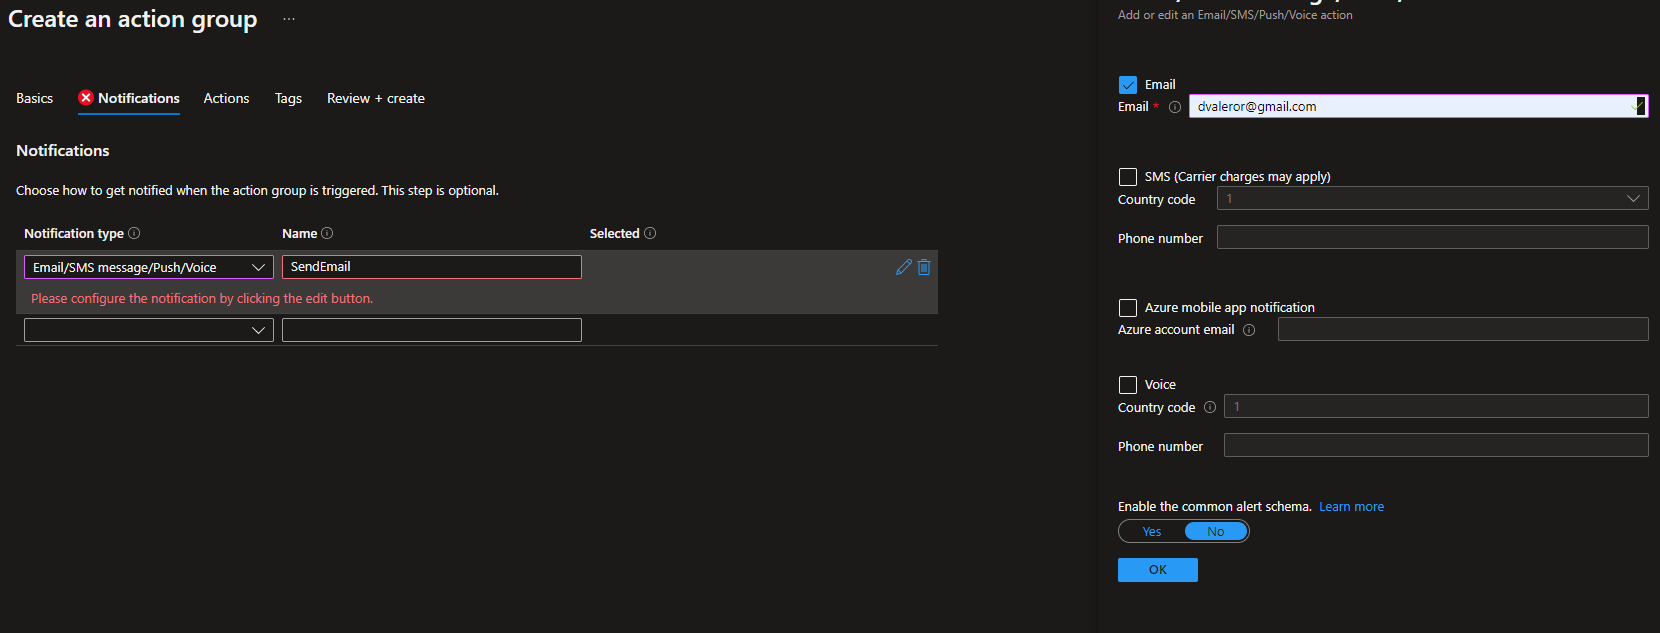 Create an action group ...
Basics Notifications Actions Tags Review + create
Notifications
Choose how to get notified when the action group is triggered. This step is optional.
Notification type Name Selected
Email/SMS message/Push/Voice SendEmail
Please configure the notification by clicking the edit button.
Add or edit an Email/SMS/Push/Voice action
Email
Email * dvaleror@gmail.com
SMS (Carrier charges may apply)
Country code 1
Phone number
Azure mobile app notification
Azure account email
Voice
Country code 1
Phone number
Enable the common alert schema. Learn more
Yes No
OK